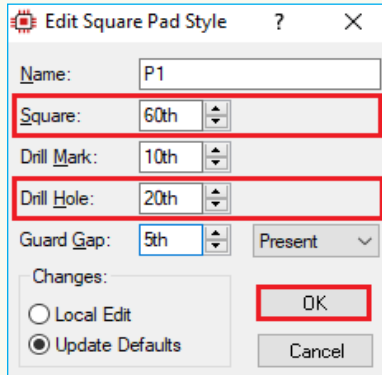 Edit Square Pad Style ?
Name: P1
Square: 60th
Drill Mark: 10th
Drill Hole: 20th
Guard Gap: 5th Present
Changes:
Local Edit
Update Defaults
OK
Cancel